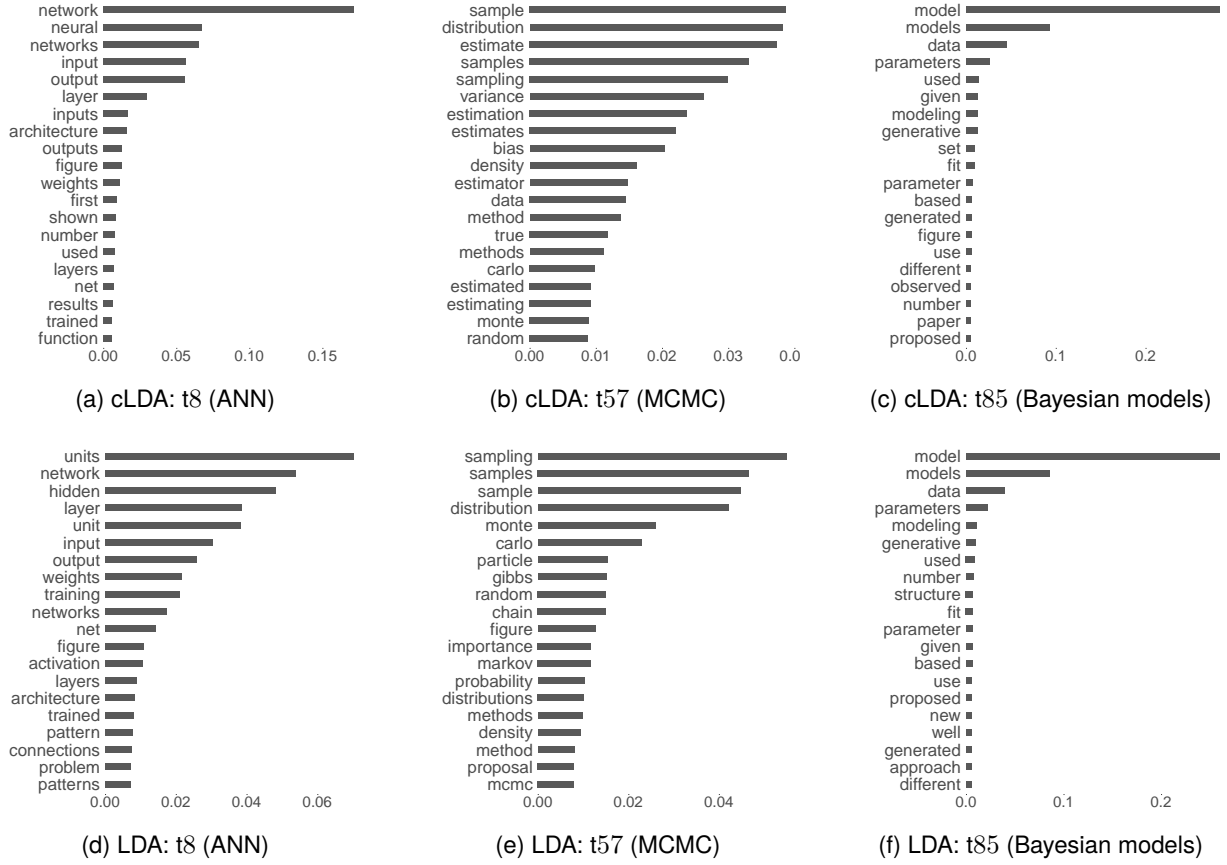 network
neural
networks
input
output
layer
inputs
architecture
outputs
figure
weights
first
shown
number
used
layers
net
results
trained
function
0.00 0.05 0.10 0.15
(a) cLDA: t8 (ANN)
sample
distribution
estimate
samples
sampling
variance
estimation
estimates
bias
density
estimator
data
method
true
methods
carlo
estimated
estimating
monte
random
0.00 0.01 0.02 0.03 0.0
(b) cLDA: t57 (MCMC)
model
models
data
parameters
used
given
modeling
generative
set
fit
parameter
based
generated
figure
use
different
observed
number
paper
proposed
0.0 0.1 0.2
(c) cLDA: t85 (Bayesian models)
units
network
hidden
layer
unit
input
output
weights
training
networks
net
figure
activation
layers
architecture
trained
pattern
connections
problem
patterns
0.00 0.02 0.04 0.06
(d) LDA: t8 (ANN)
sampling
samples
sample
distribution
monte
carlo
particle
gibbs
random
chain
figure
importance
markov
probability
distributions
methods
density
method
proposal
mcmc
0.00 0.02 0.04
(e) LDA: t57 (MCMC)
model
models
data
parameters
modeling
generative
used
number
structure
fit
parameter
given
based
use
proposed
new
well
generated
approach
different
0.0 0.1 0.2
(f) LDA: t85 (Bayesian models)